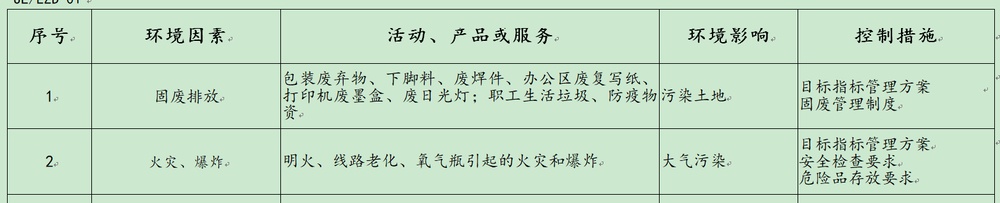 序号 环境因素 活动、产品或服务 环境影响 控制措施
1 固废排放 包装废弃物、下脚料、废焊件、办公区废复写纸、
打印机废墨盒、废日光灯；职工生活垃圾、防疫物
资 污染土地 目标指标管理方案
固废管理制度
2 火灾、爆炸 明火、线路老化、氧气瓶引起的火灾和爆炸 大气污染 目标指标管理方案
安全检查要求
危险品存放要求